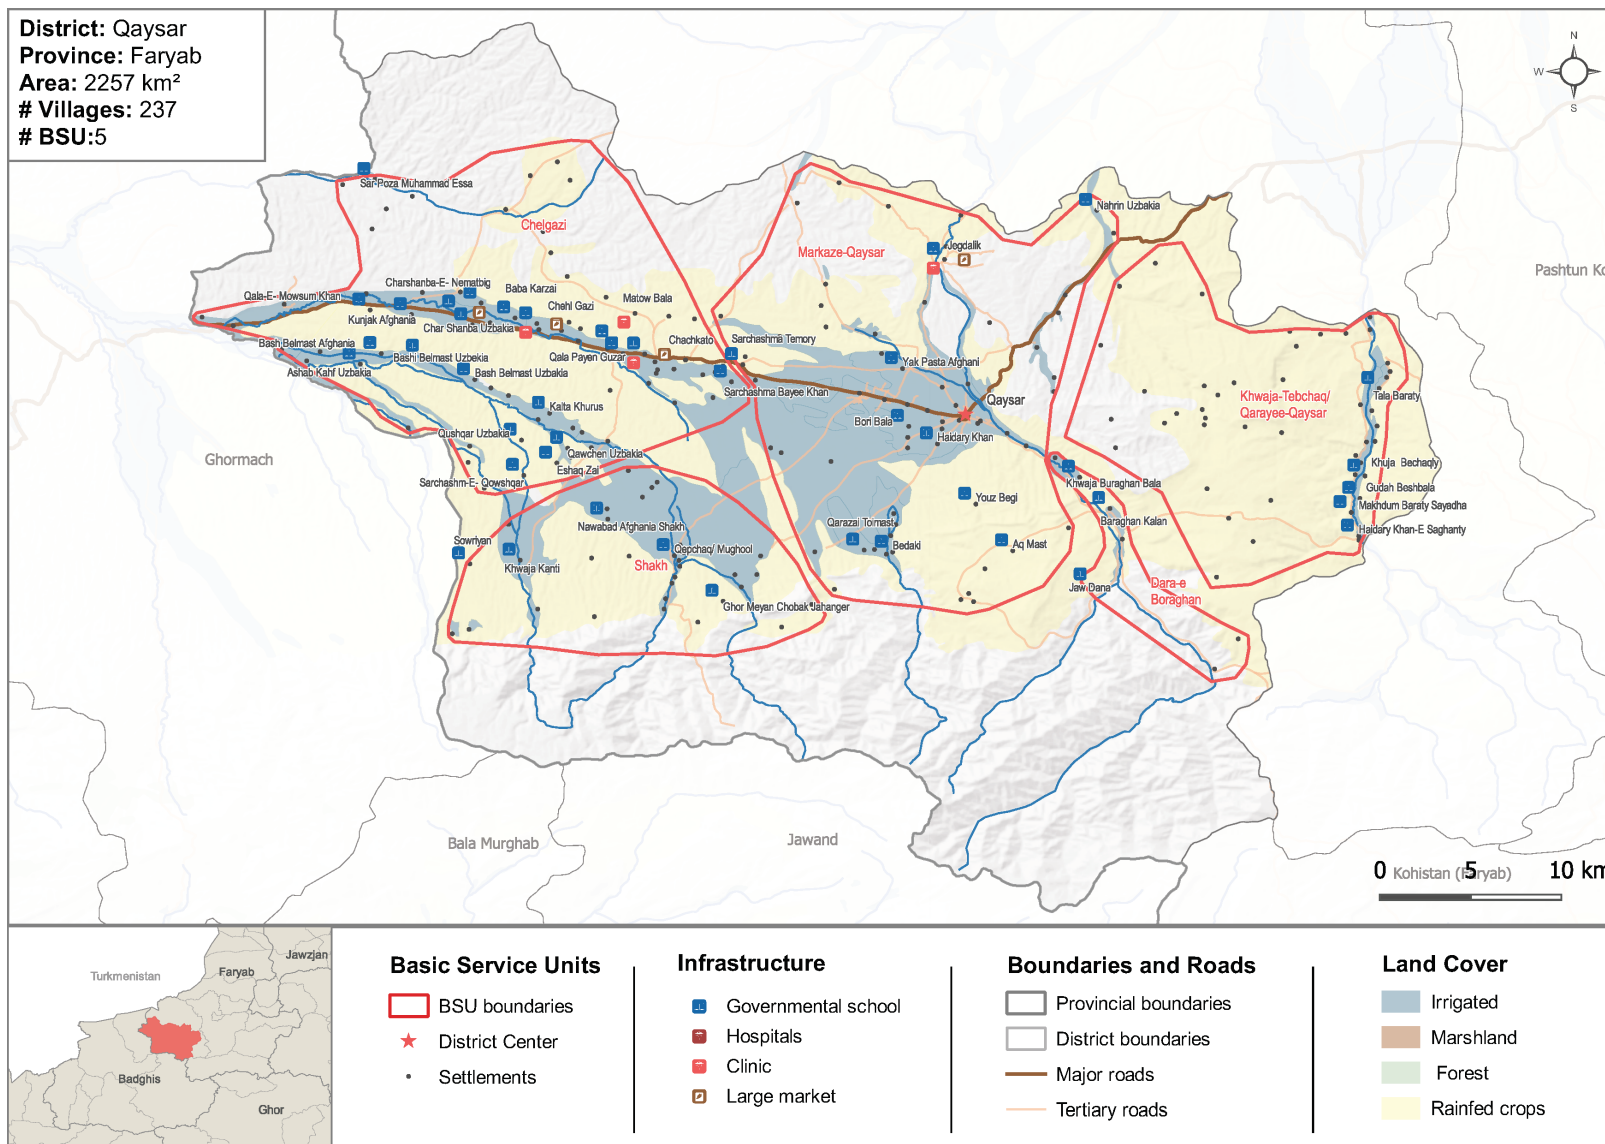 District: Qaysar
Province: Faryab
Area: 2257 km²
# Villages: 237
# BSU:5
N
W
S
Sar-Poza Muhammad Essa
Nahrin Uzbakia
Chelgazi
Markaze-Qaysar
Jegdalik
Pashtun Ko
Charshanba-E- Nematbig
Baba Karzai
Qala-E- Mowsum Khan
Matow Bala
Chehl Gazi
Kunjak Afghania
Char Shanba Uzbakia
Bash Belmast Afghania
Chachkato
Sarchashma Temory
Bashi Belmast Uzbekia
Qala Payen Guzar
Yak Pasta Afghani
Ashab Kahf Uzbakia
Bash Belmast Uzbakia
Sarchashma Bayee Khan
Qaysar
Khwaja-Tebchaq/
Qarayee-Qaysar
Tala Baraty
Kalta Khurus
Bori Bala
Haidary Khan
Qushqar Uzbakia
Ghormach
Qawchen Uzbakia
Eshaq Zai
Khuja Bechaqly
Sarchashm-E- Qowshqar
Khwaja Buraghan Bala
Gudah Beshbala
Youz Begi
Makhdum Baraty Sayadha
Nawabad Afghania Shakh
Qarazai Toimast
Baraghan Kalan
Haidary Khan-E Saghanty
Sowriyan
Qepchaq/ Mughool
Bedaki
Aq Mast
Khwaja Kanti
Shakh
Jaw Dana
Dara-e
Boraghan
Ghor Meyan Chobak Jahanger
Bala Murghab
Jawand
0 5 10 km
Kohistan (Faryab)
Turkmenistan
Faryab
Jawzjan
Badghis
Ghor
Basic Service Units
BSU boundaries
District Center
Settlements
Infrastructure
Governmental school
Hospitals
Clinic
Large market
Boundaries and Roads
Provincial boundaries
District boundaries
Major roads
Tertiary roads
Land Cover
Irrigated
Marshland
Forest
Rainfed crops